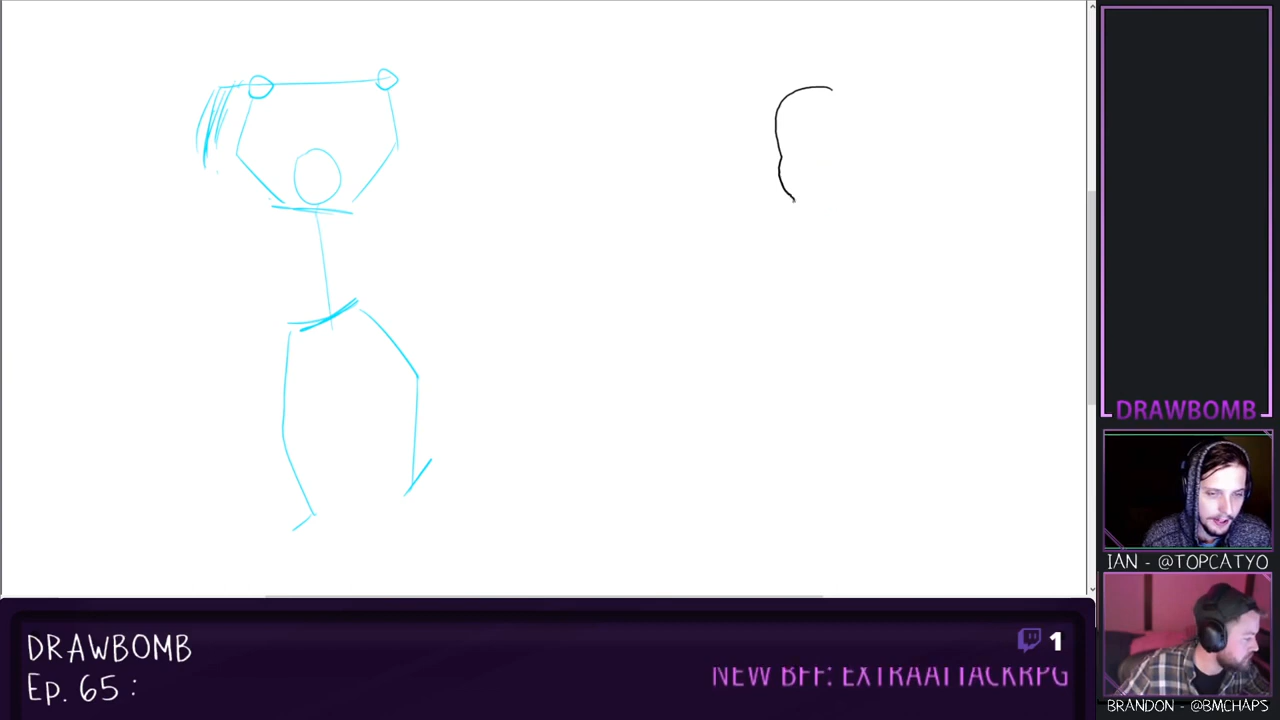 DRAWBOMB
IAN - @TOPCATYO
BRANDON - @BMCHAPS
DRAWBOMB
Ep. 65:
1
NEW BFF: EXTRAATTACKRPG